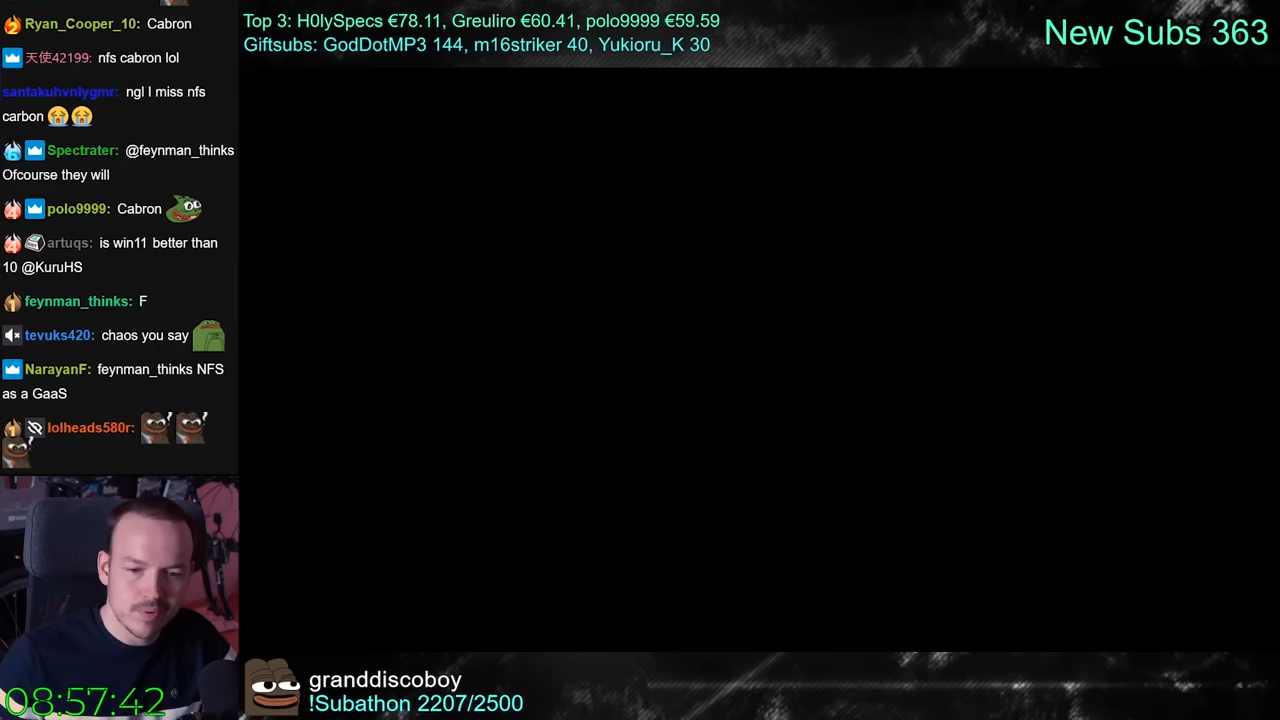 Ryan_Cooper_10: Cabron
天使42199: nfs cabron lol
santakuhvnlygmr: ngl I miss nfs
carbon
Spectrater: @feynman_thinks
Ofcourse they will
polo9999: Cabron
artuqs: is win11 better than
10 @KuruHS
feynman_thinks: F
tevuks420: chaos you say
NarayanF: feynman_thinks NFS
as a GaaS
lolheads580r:
08:57:42
Top 3: H0lySpecs €78.11, Greuliro €60.41, polo9999 €59.59
Giftsubs: GodDotMP3 144, m16striker 40, Yukioru_K 30
New Subs 363
granddiscoboy
!Subathon 2207/2500